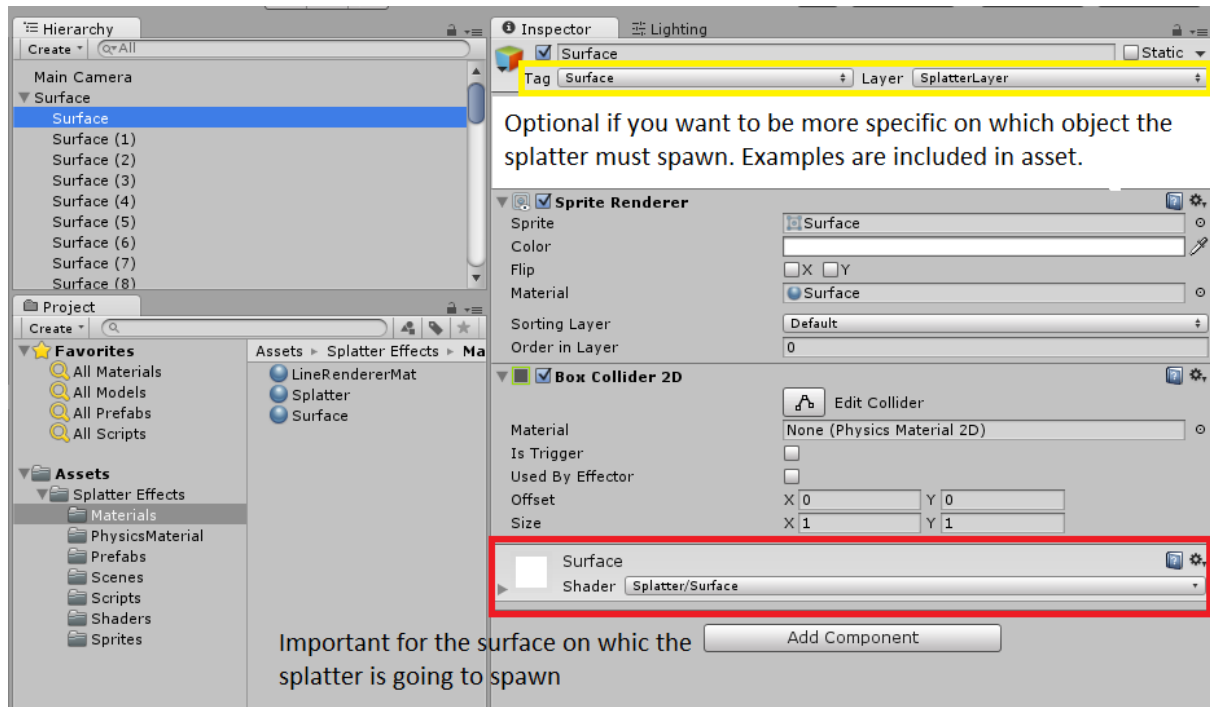 Hierarchy
Create All
Main Camera
Surface
Surface
Surface (1)
Surface (2)
Surface (3)
Surface (4)
Surface (5)
Surface (6)
Surface (7)
Surface (8)
Project
Create
Favorites
All Materials
All Models
All Prefabs
All Scripts
Assets
Splatter Effects
Materials
PhysicsMaterial
Prefabs
Scenes
Scripts
Shaders
Sprites
Assets Splatter Effects Ma
LineRendererMat
Splatter
Surface
Inspector Lighting
Surface Static
Tag Surface Layer SplatterLayer
Optional if you want to be more specific on which object the
splatter must spawn. Examples are included in asset.
Sprite Renderer
Sprite Surface
Color
Flip X Y
Material Surface
Sorting Layer Default
Order in Layer 0
Box Collider 2D
Edit Collider
Material None (Physics Material 2D)
Is Trigger
Used By Effector
Offset X 0 Y 0
Size X 1 Y 1
Surface
Shader Splatter/Surface
Add Component
Important for the surface on whic the
splatter is going to spawn